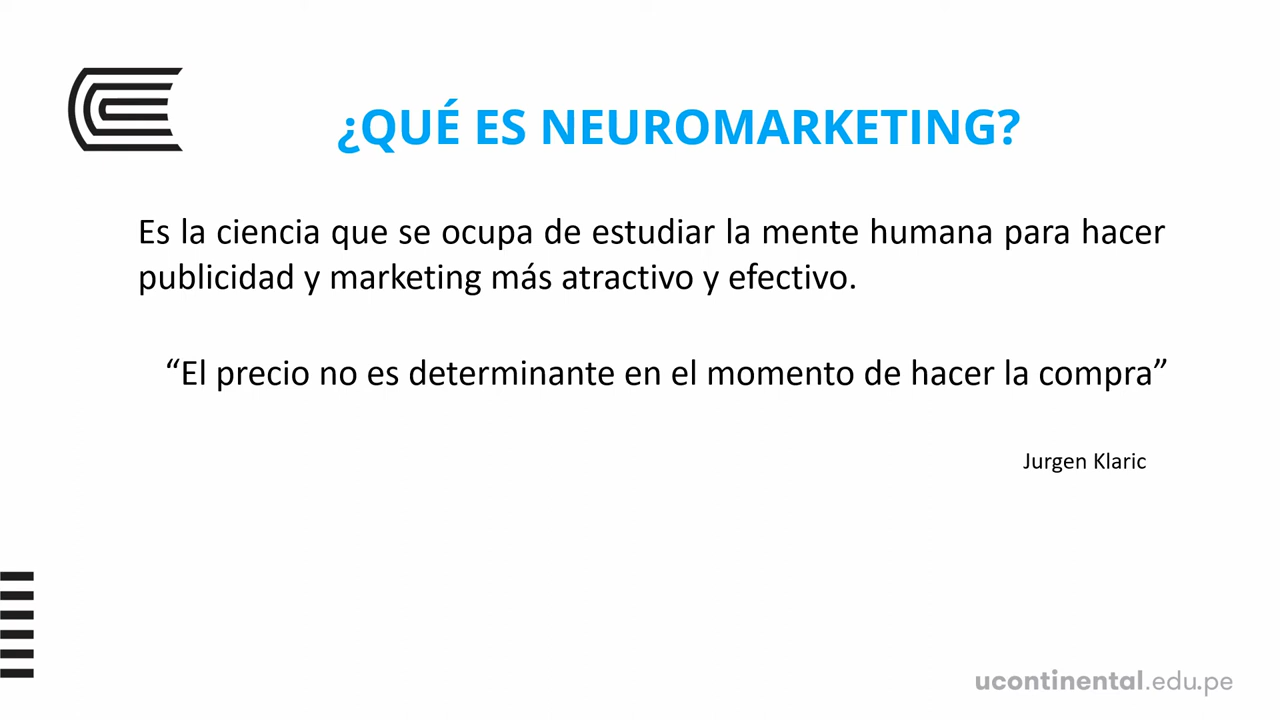 ¿QUÉ ES NEUROMARKETING?
Es la ciencia que se ocupa de estudiar la mente humana para hacer
publicidad y marketing más atractivo y efectivo.
“El precio no es determinante en el momento de hacer la compra”
Jurgen Klaric
ucontinental.edu.pe